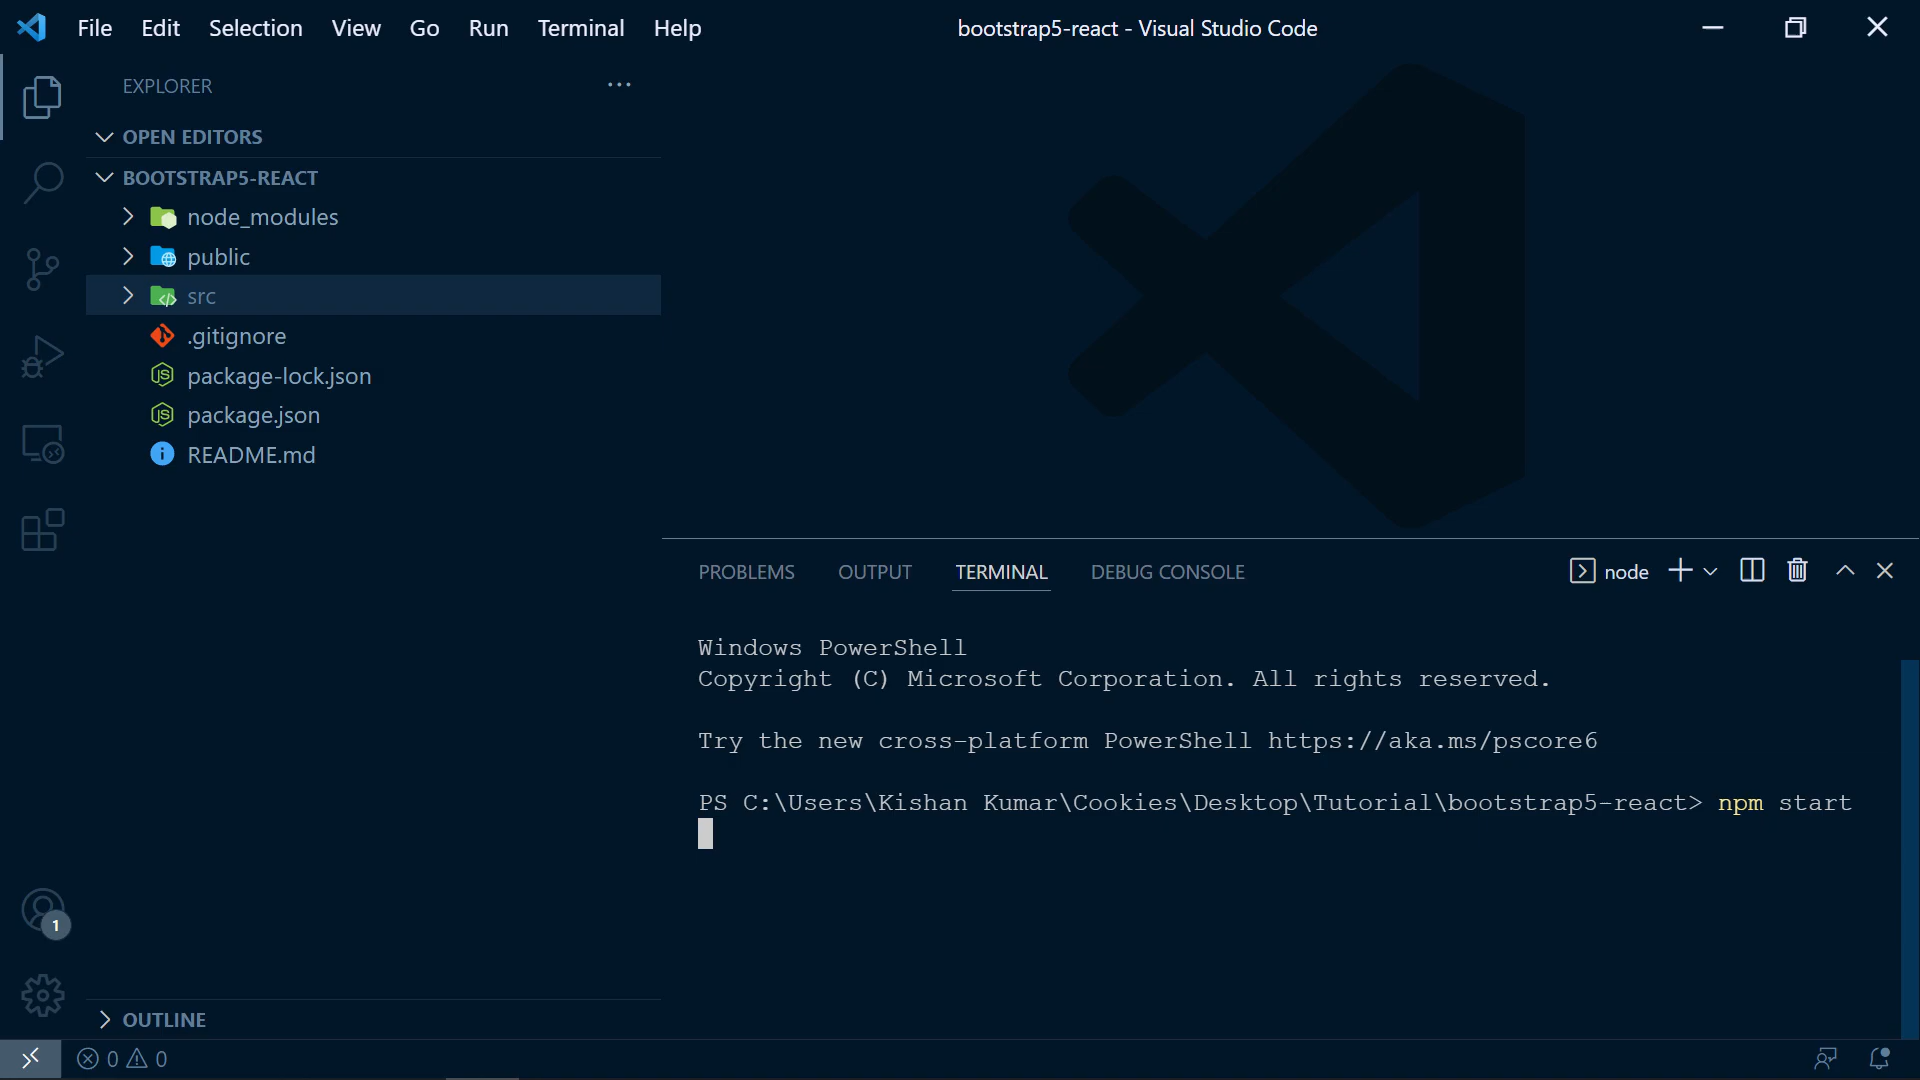 File Edit Selection View Go Run Terminal Help
bootstrap5-react - Visual Studio Code
EXPLORER
OPEN EDITORS
BOOTSTRAP5-REACT
node_modules
public
src
.gitignore
package-lock.json
package.json
README.md
PROBLEMS OUTPUT TERMINAL DEBUG CONSOLE
node
Windows PowerShell
Copyright (C) Microsoft Corporation. All rights reserved.
Try the new cross-platform PowerShell https://aka.ms/pscore6
PS C:\Users\Kishan Kumar\Cookies\Desktop\Tutorial\bootstrap5-react> npm start
1
OUTLINE
0 0